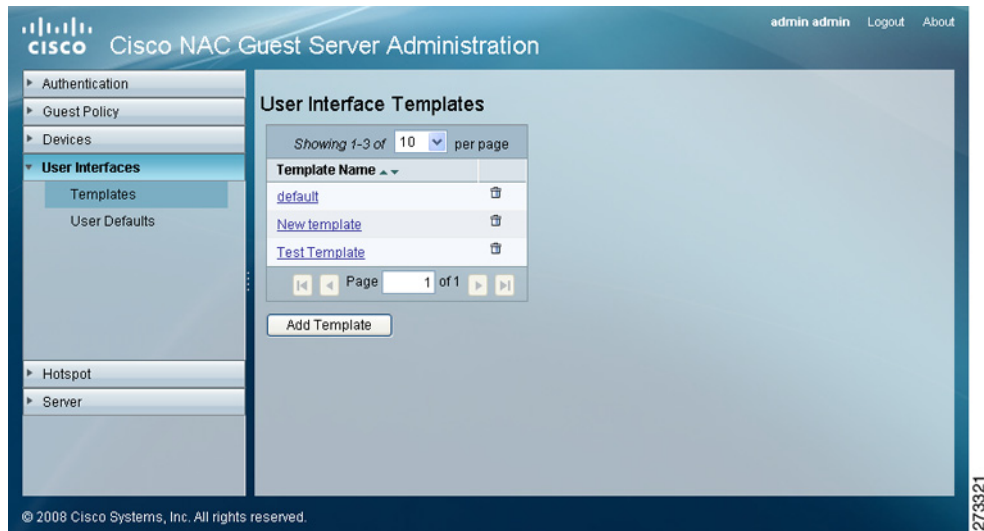 admin admin Logout About
CISCO Cisco NAC Guest Server Administration
Authentication
Guest Policy
Devices
User Interfaces
Templates
User Defaults
Hotspot
Server
User Interface Templates
Showing 1-3 of 10 per page
Template Name
default
New template
Test Template
Page 1 of 1
Add Template
© 2008 Cisco Systems, Inc. All rights reserved.
273321